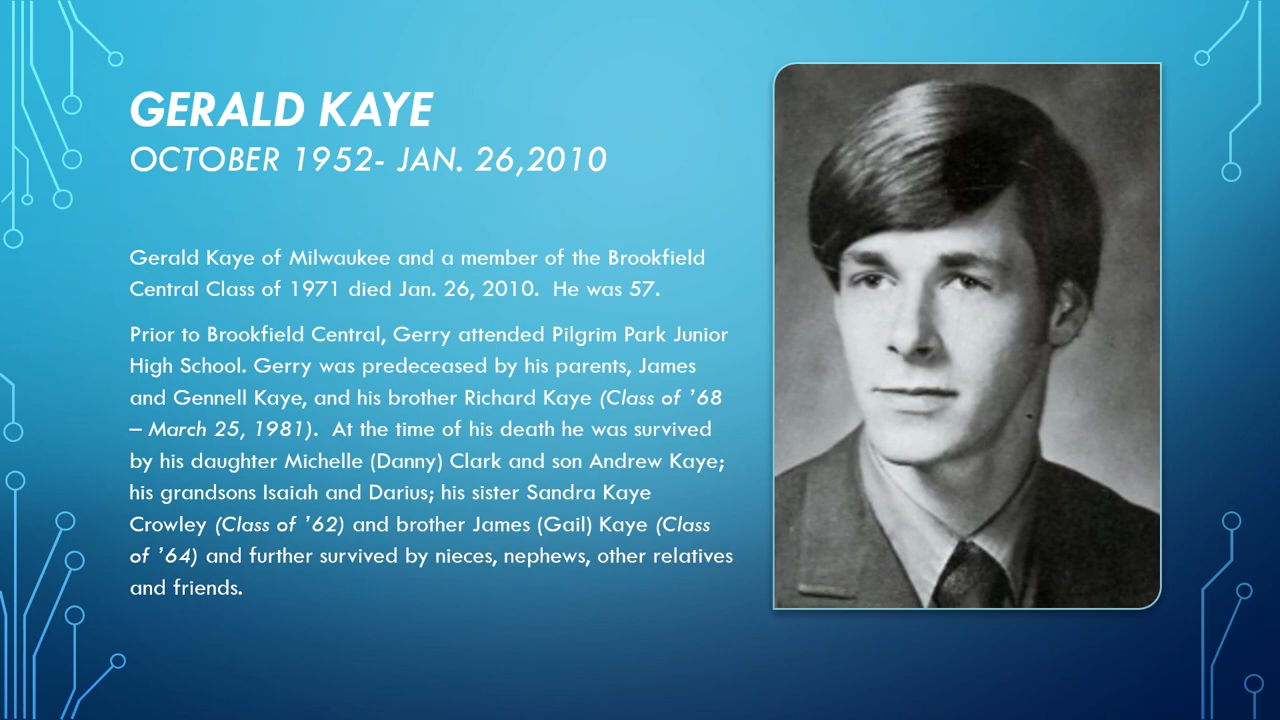 GERALD KAYE
OCTOBER 1952- JAN. 26,2010
Gerald Kaye of Milwaukee and a member of the Brookfield
Central Class of 1971 died Jan. 26, 2010.  He was 57.
Prior to Brookfield Central, Gerry attended Pilgrim Park Junior
High School. Gerry was predeceased by his parents, James
and Gennell Kaye, and his brother Richard Kaye (Class of ’68
– March 25, 1981).  At the time of his death he was survived
by his daughter Michelle (Danny) Clark and son Andrew Kaye;
his grandsons Isaiah and Darius; his sister Sandra Kaye
Crowley (Class of ’62) and brother James (Gail) Kaye (Class
of ’64) and further survived by nieces, nephews, other relatives
and friends.